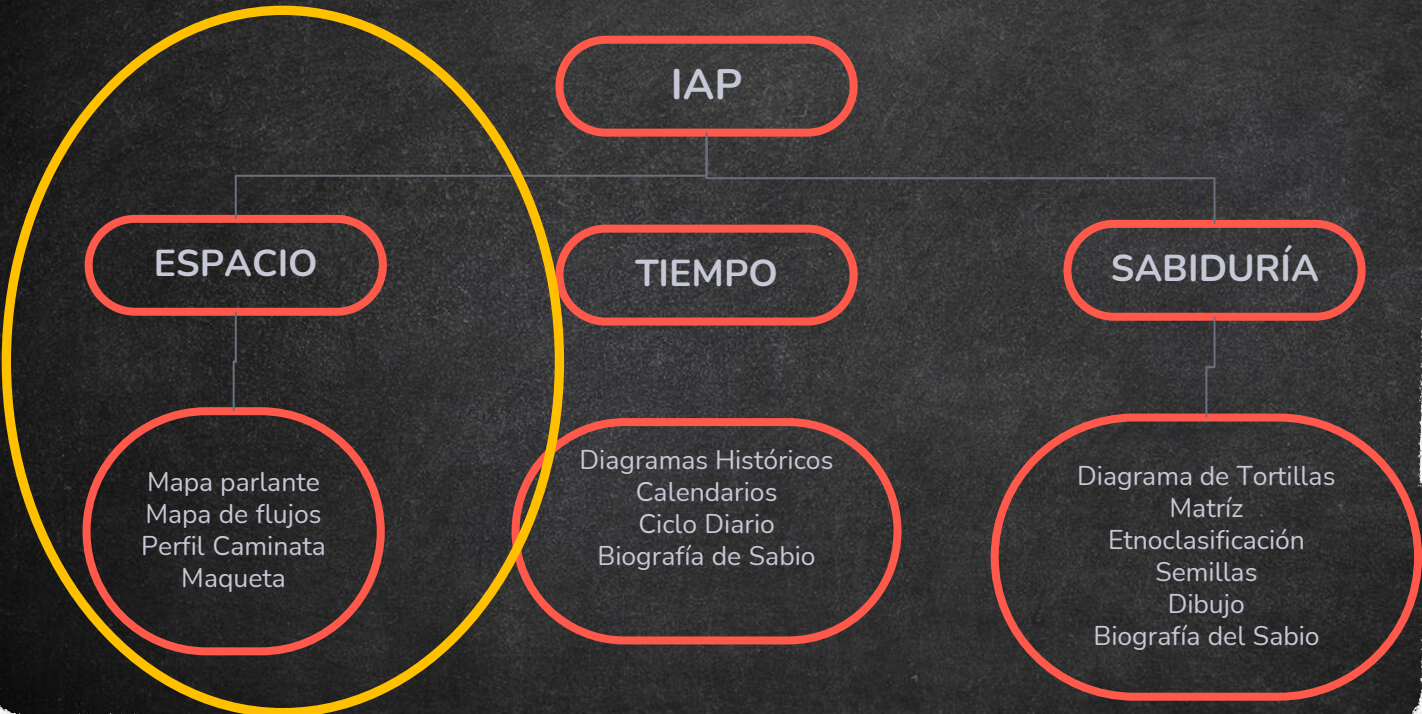 IAP
ESPACIO
TIEMPO
SABIDURÍA
Mapa parlante
Mapa de flujos
Perfil Caminata
Maqueta
Diagramas Históricos
Calendarios
Ciclo Diario
Biografía de Sabio
Diagrama de Tortillas
Matríz
Etnoclasificación
Semillas
Dibujo
Biografía del Sabio